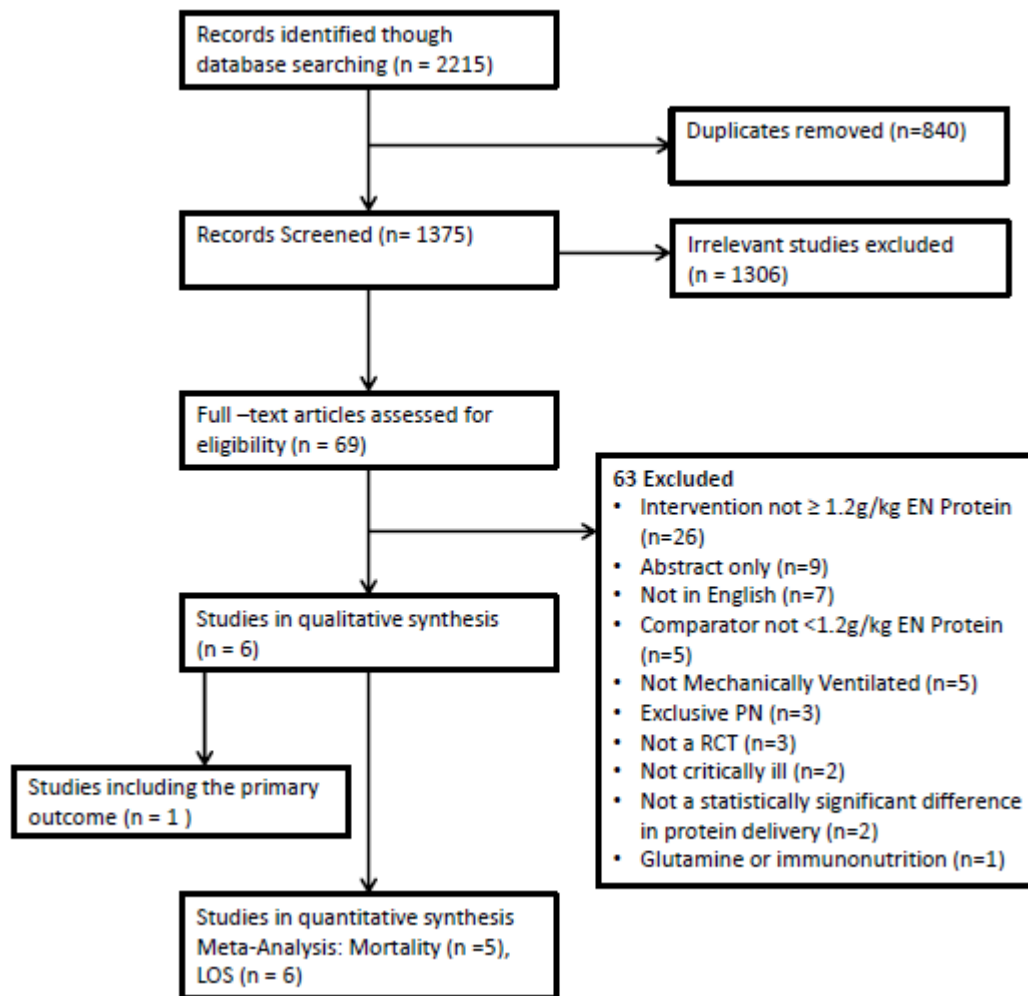 Records identified though
database searching (n = 2215)
Duplicates removed (n=840)
Records Screened (n= 1375)
Irrelevant studies excluded
(n = 1306)
Full –text articles assessed for
eligibility (n = 69)
63 Excluded
• Intervention not ≥ 1.2g/kg EN Protein
(n=26)
• Abstract only (n=9)
• Not in English (n=7)
• Comparator not <1.2g/kg EN Protein
(n=5)
• Not Mechanically Ventilated (n=5)
• Exclusive PN (n=3)
• Not a RCT (n=3)
• Not critically ill (n=2)
• Not a statistically significant difference
in protein delivery (n=2)
• Glutamine or immunonutrition (n=1)
Studies in qualitative synthesis
(n = 6)
Studies including the primary
outcome (n = 1 )
Studies in quantitative synthesis
Meta-Analysis: Mortality (n =5),
LOS (n = 6)